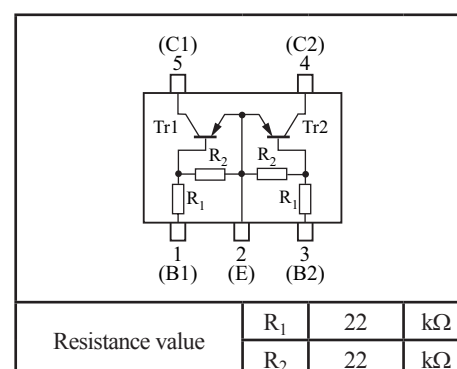 (C1) (C2)
5 4
Tr1 Tr2
R2 R2
R1 R1
1 2 3
(B1) (E) (B2)
Resistance value R1 22 kΩ
R2 22 kΩ